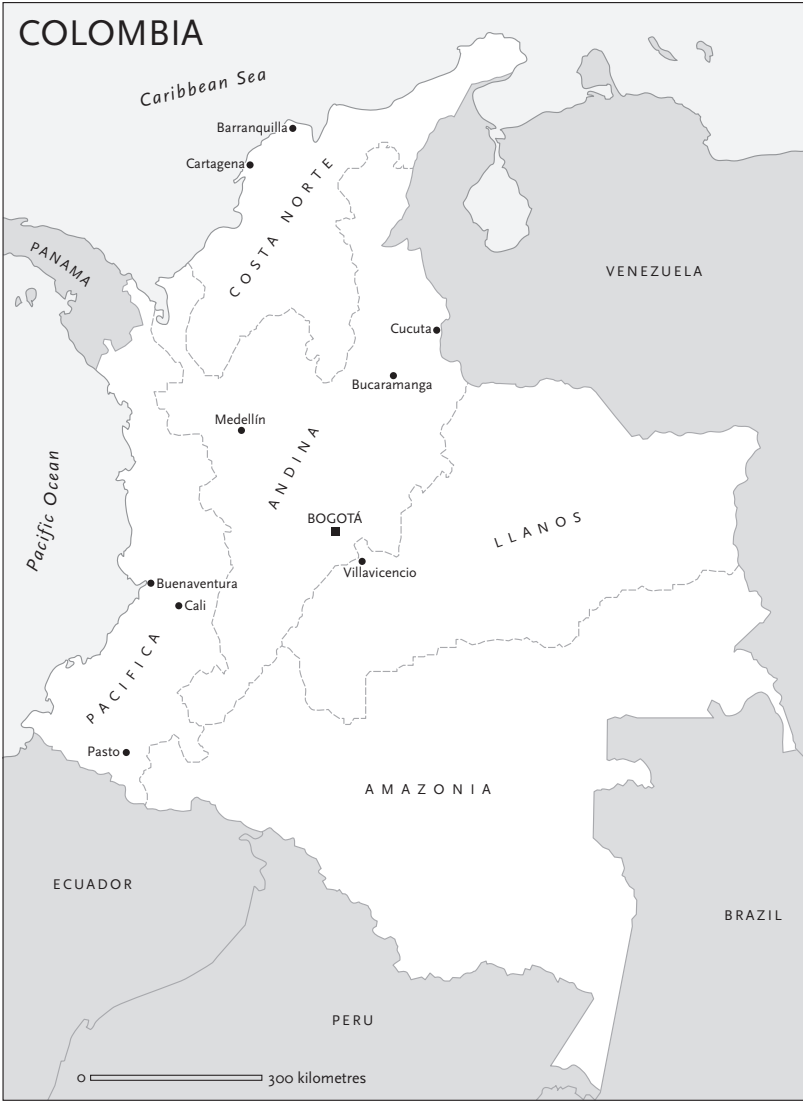 COLOMBIA
Caribbean Sea
Barranquilla
Cartagena
COSTA NORTE
PANAMA
VENEZUELA
Cucuta
Bucaramanga
Medellín
ANDINA
Pacific Ocean
BOGOTÁ
LLANOS
Villavicencio
Buenaventura
Cali
PACIFICA
Pasto
AMAZONIA
ECUADOR
BRAZIL
PERU
0 300 kilometres